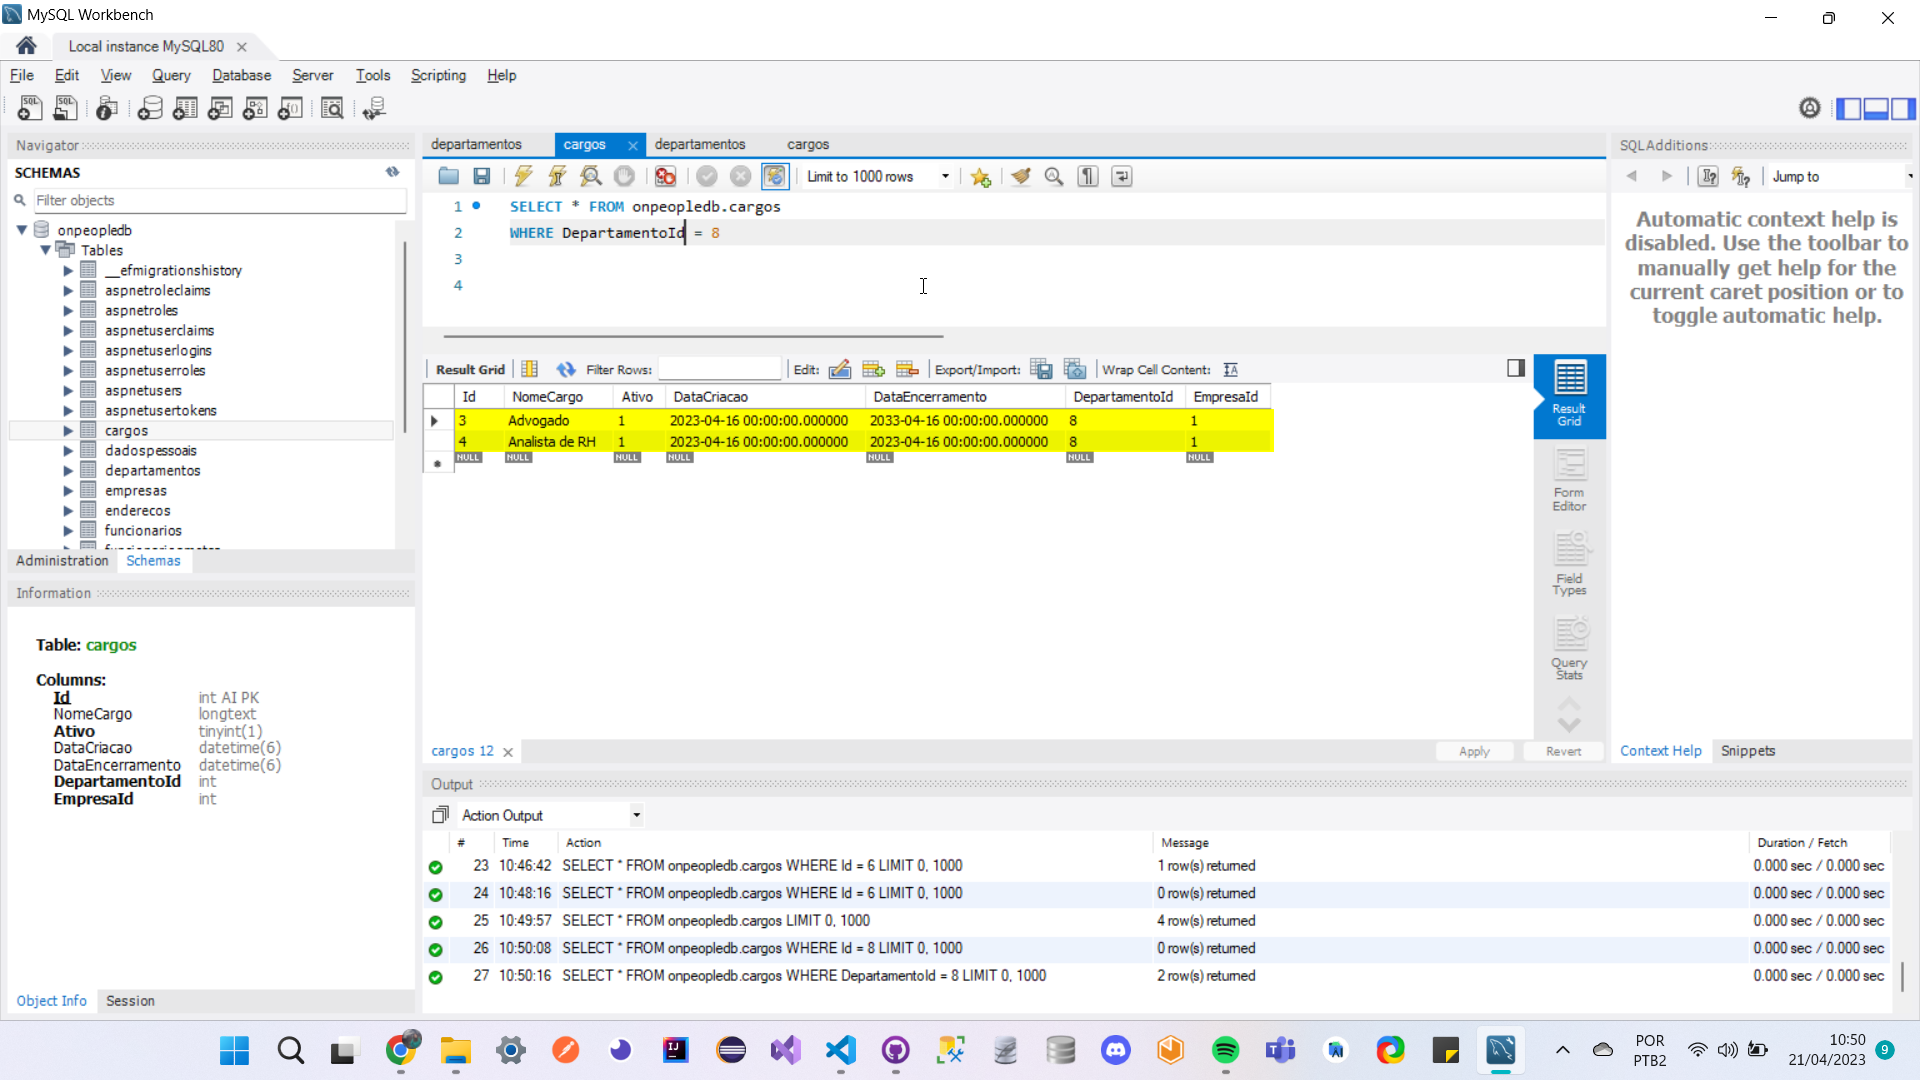 MySQL Workbench
Local instance MySQL80
File Edit View Query Database Server Tools Scripting Help
Navigator
SCHEMAS
Filter objects
onpeopledb
Tables
__efmigrationshistory
aspnetroleclaims
aspnetroles
aspnetuserclaims
aspnetuserlogins
aspnetuserroles
aspnetusers
aspnetusertokens
cargos
dadospessoais
departamentos
empresas
enderecos
funcionarios
Administration Schemas
Information
Table: cargos
Columns:
Id int AI PK
NomeCargo longtext
Ativo tinyint(1)
DataCriacao datetime(6)
DataEncerramento datetime(6)
DepartamentoId int
EmpresaId int
Object Info Session
departamentos cargos departamentos cargos
Limit to 1000 rows
1 SELECT * FROM onpeopledb.cargos
2 WHERE DepartamentoId = 8
3
4
Result Grid Filter Rows: Edit: Export/Import: Wrap Cell Content:
Id NomeCargo Ativo DataCriacao DataEncerramento DepartamentoId EmpresaId
3 Advogado 1 2023-04-16 00:00:00.000000 2033-04-16 00:00:00.000000 8 1
4 Analista de RH 1 2023-04-16 00:00:00.000000 2023-04-16 00:00:00.000000 8 1
NULL NULL NULL NULL NULL NULL NULL
Result
Grid
Form
Editor
Field
Types
Query
Stats
cargos 12 Apply Revert
SQLAdditions
Jump to
Automatic context help is
disabled. Use the toolbar to
manually get help for the
current caret position or to
toggle automatic help.
Context Help Snippets
Output
Action Output
# Time Action Message Duration / Fetch
23 10:46:42 SELECT * FROM onpeopledb.cargos WHERE Id = 6 LIMIT 0, 1000 1 row(s) returned 0.000 sec / 0.000 sec
24 10:48:16 SELECT * FROM onpeopledb.cargos WHERE Id = 6 LIMIT 0, 1000 0 row(s) returned 0.000 sec / 0.000 sec
25 10:49:57 SELECT * FROM onpeopledb.cargos LIMIT 0, 1000 4 row(s) returned 0.000 sec / 0.000 sec
26 10:50:08 SELECT * FROM onpeopledb.cargos WHERE Id = 8 LIMIT 0, 1000 0 row(s) returned 0.000 sec / 0.000 sec
27 10:50:16 SELECT * FROM onpeopledb.cargos WHERE DepartamentoId = 8 LIMIT 0, 1000 2 row(s) returned 0.000 sec / 0.000 sec
POR
PTB2
10:50
21/04/2023
9